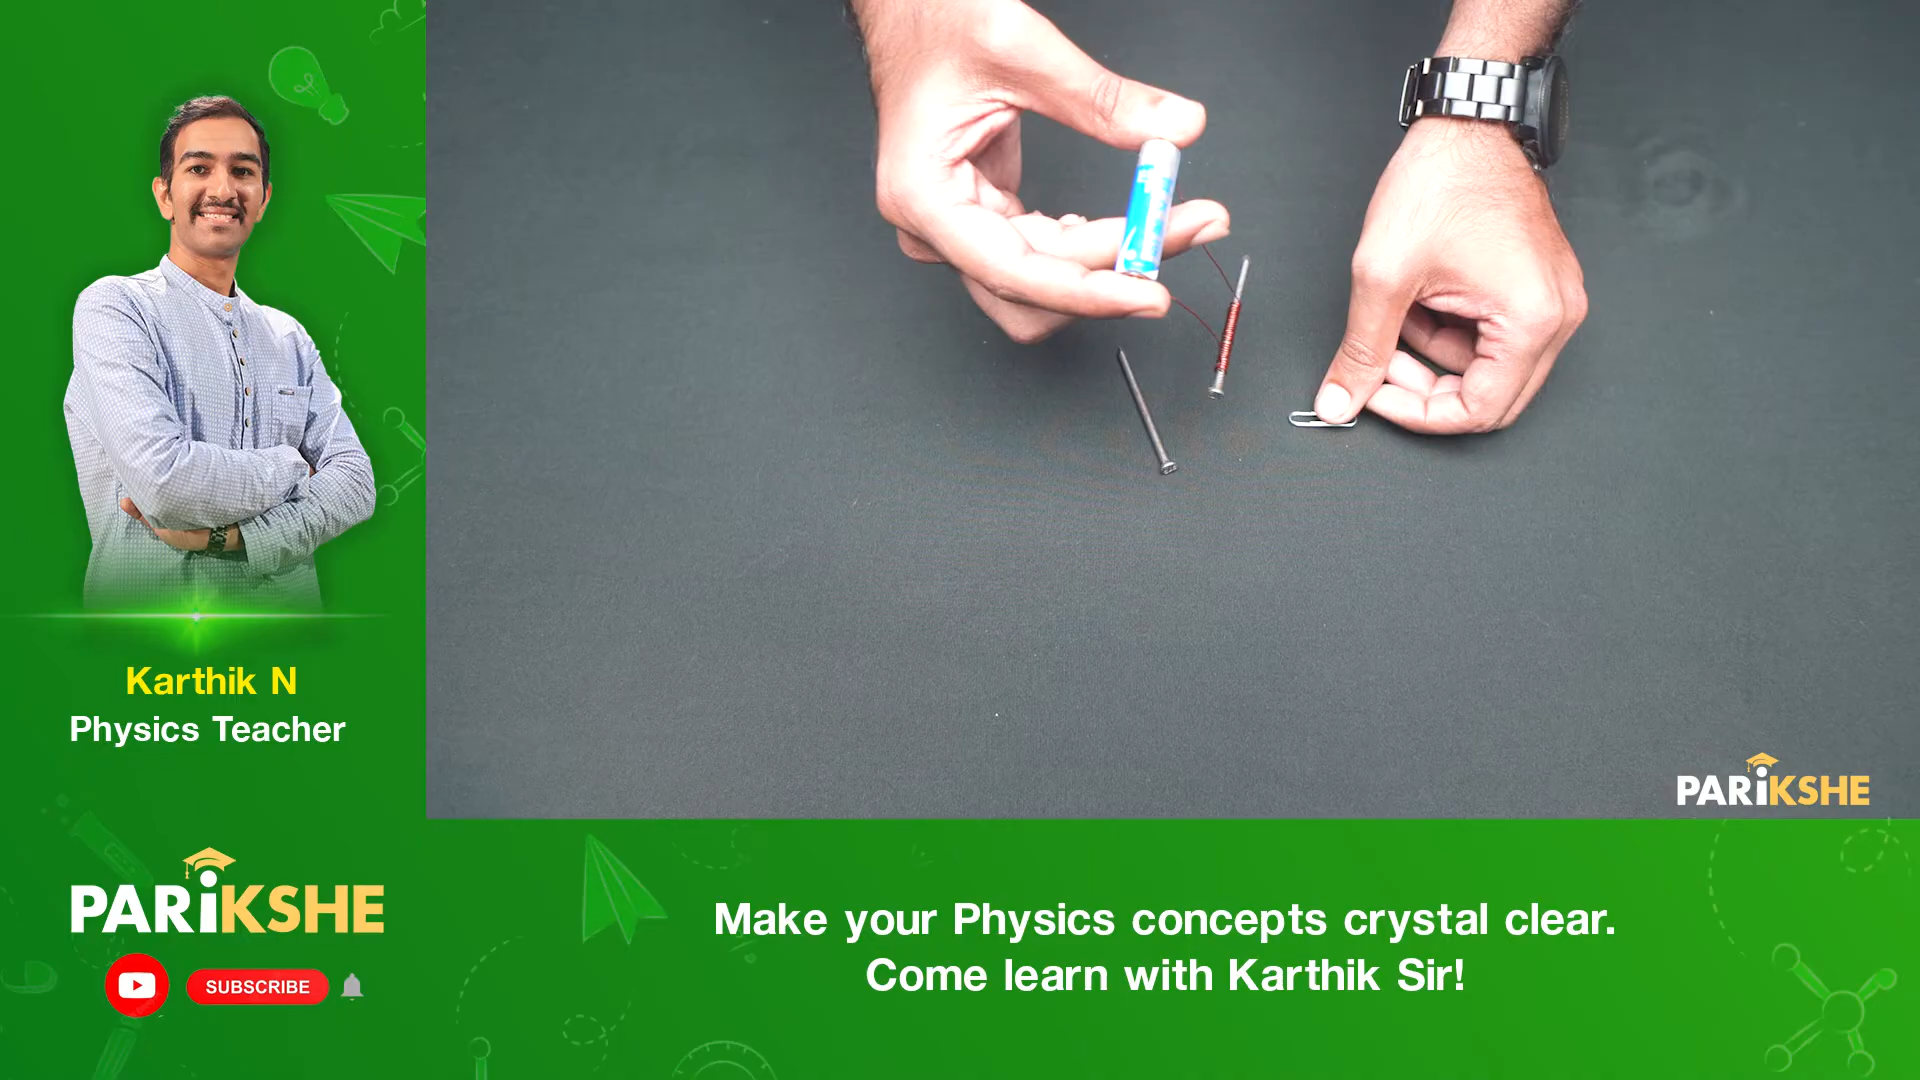 Karthik N
Physics Teacher
PARiKSHE
PARiKSHE
SUBSCRIBE
Make your Physics concepts crystal clear.
Come learn with Karthik Sir!